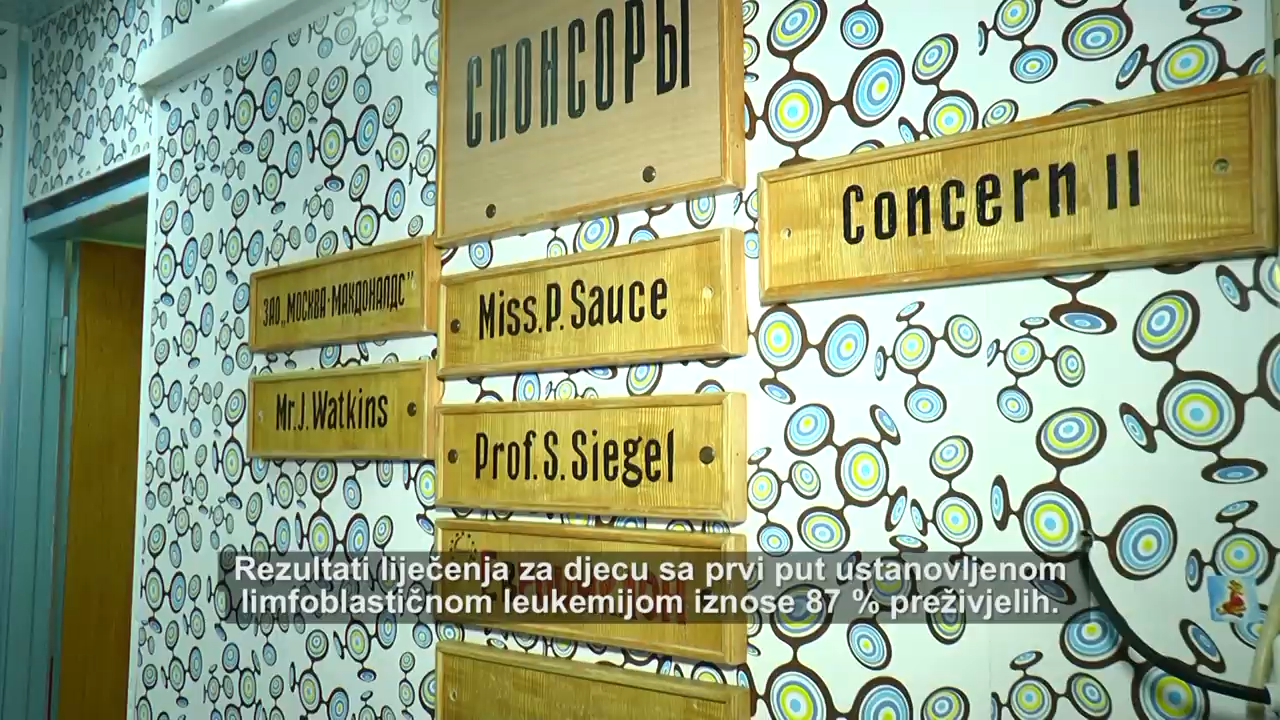 СПОНСОРЫ
Concern II
ЗАО „МОСКВА-МАКДОНАЛДС"
Miss. P. Sauce
Mr. J. Watkins
Prof. S. Siegel
Rezultati liječenja za djecu sa prvi put ustanovljenom
limfoblastičnom leukemijom iznose 87 % preživjelih.